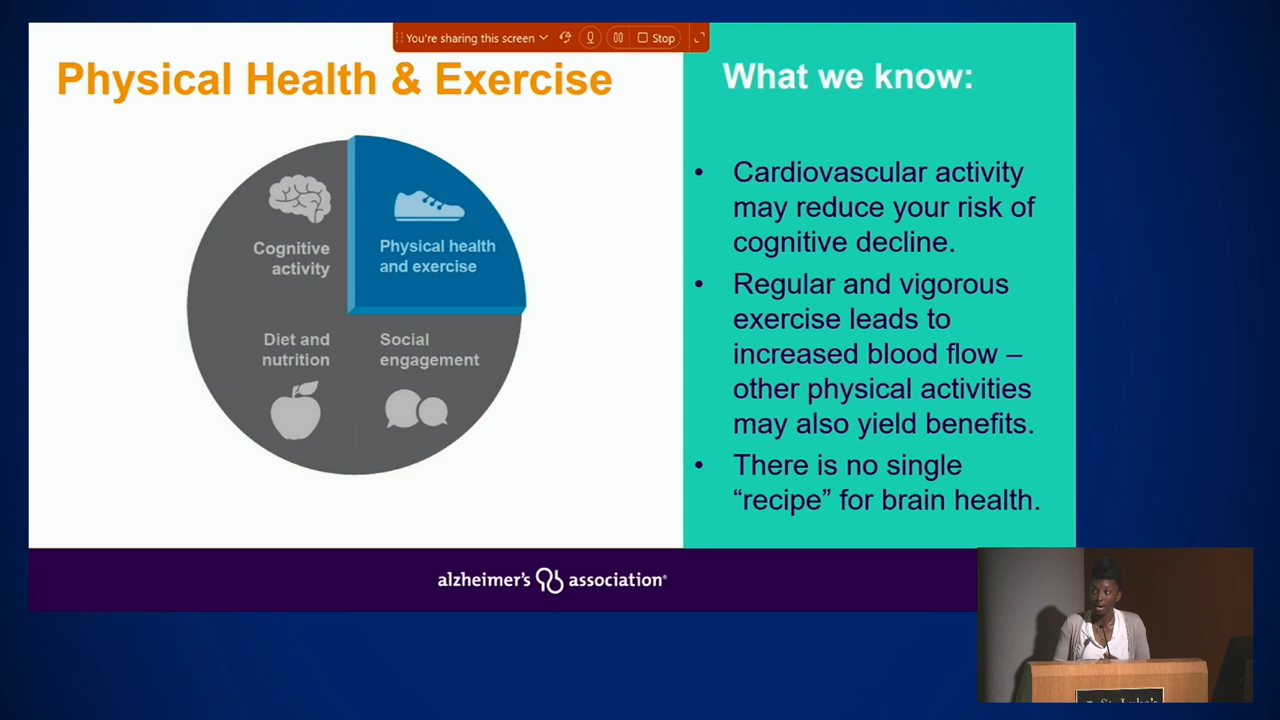 You're sharing this screen
Stop
Physical Health & Exercise
What we know:
Cognitive
activity
Physical health
and exercise
Diet and
nutrition
Social
engagement
• Cardiovascular activity
may reduce your risk of
cognitive decline.
• Regular and vigorous
exercise leads to
increased blood flow –
other physical activities
may also yield benefits.
• There is no single
“recipe” for brain health.
alzheimer's association®
St. Luke's